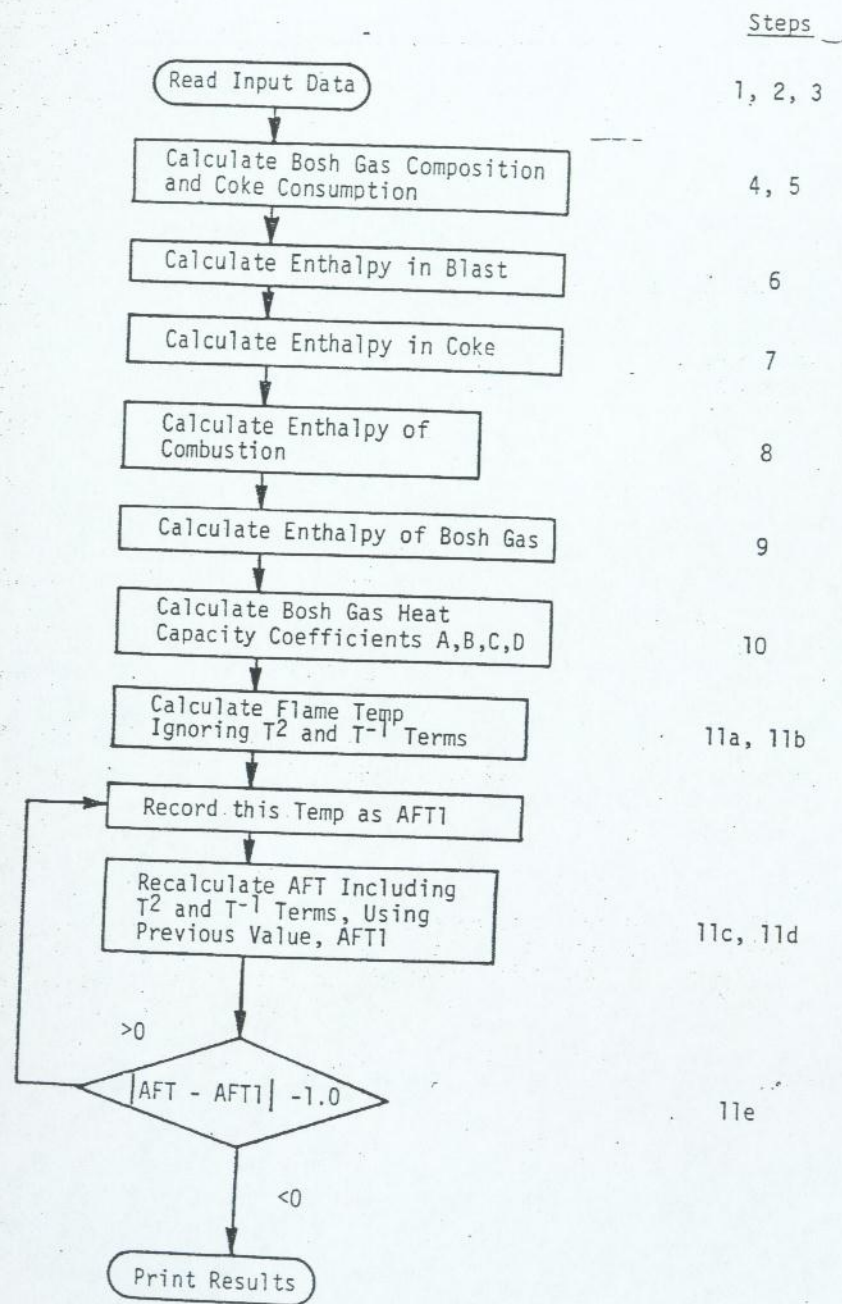 Steps
Read Input Data
1, 2, 3
Calculate Bosh Gas Composition
and Coke Consumption
4, 5
Calculate Enthalpy in Blast
6
Calculate Enthalpy in Coke
7
Calculate Enthalpy of
Combustion
8
Calculate Enthalpy of Bosh Gas
9
Calculate Bosh Gas Heat
Capacity Coefficients A,B,C,D
10
Calculate Flame Temp
Ignoring T² and T⁻¹ Terms
11a, 11b
Record this Temp as AFT1
Recalculate AFT Including
T² and T⁻¹ Terms, Using
Previous Value, AFT1
11c, 11d
>0
|AFT - AFT1| -1.0
11e
<0
Print Results